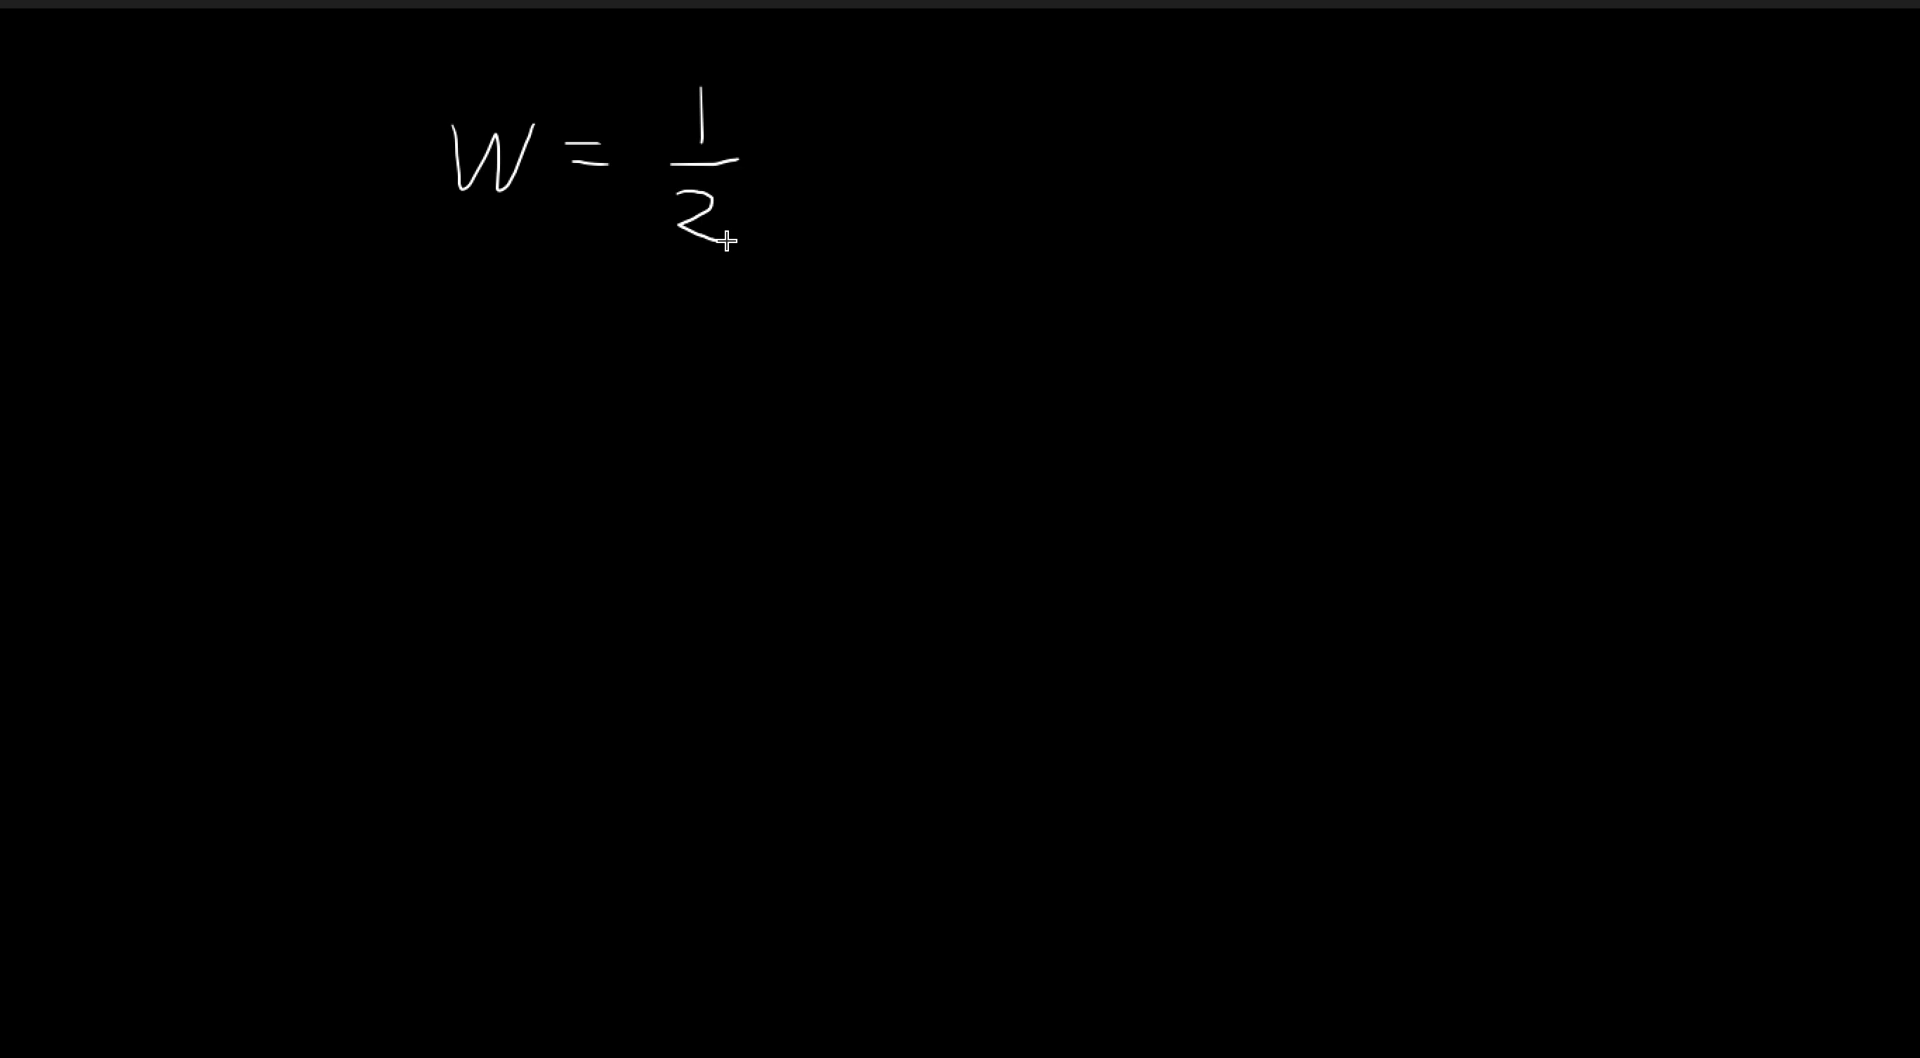 W = 1/2